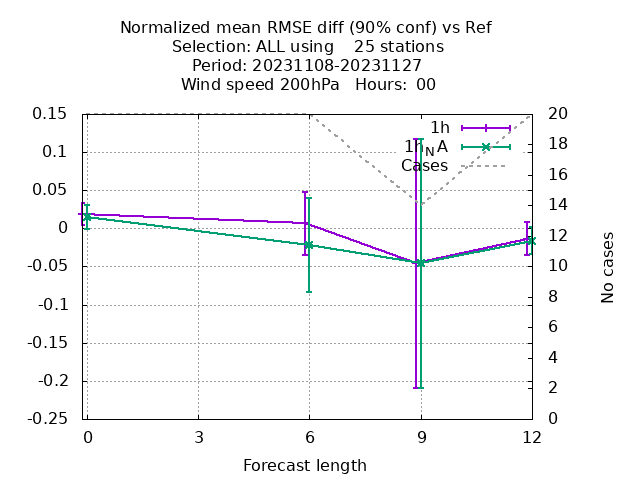 Normalized mean RMSE diff (90% conf) vs Ref
Selection: ALL using    25 stations
Period: 20231108-20231127
Wind speed 200hPa   Hours:  00
0.15
0.1
0.05
0
-0.05
-0.1
-0.15
-0.2
-0.25
20
18
16
14
12
10
8
6
4
2
0
1h
1h_NA
Cases
No cases
0
3
6
9
12
Forecast length